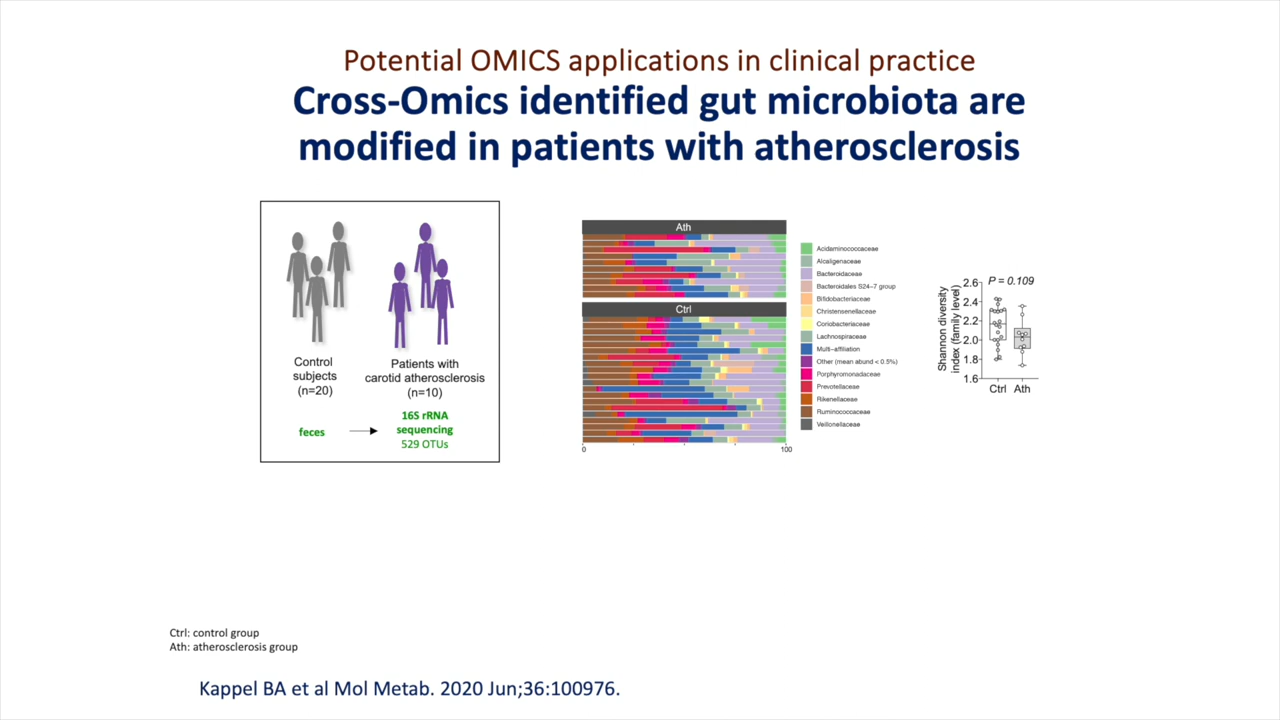 Potential OMICS applications in clinical practice
Cross-Omics identified gut microbiota are
modified in patients with atherosclerosis
Control
subjects
(n=20)
Patients with
carotid atherosclerosis
(n=10)
feces
16S rRNA
sequencing
529 OTUs
Ath
Ctrl
0
100
Acidaminococcaceae
Alcaligenaceae
Bacteroidaceae
Bacteroidales S24−7 group
Bifidobacteriaceae
Christensenellaceae
Coriobacteriaceae
Lachnospiraceae
Multi−affiliation
Other (mean abund < 0.5%)
Porphyromonadaceae
Prevotellaceae
Rikenellaceae
Ruminococcaceae
Veillonellaceae
Shannon diversity
index (family level)
P = 0.109
2.6
2.4
2.2
2.0
1.8
1.6
Ctrl Ath
Ctrl: control group
Ath: atherosclerosis group
Kappel BA et al Mol Metab. 2020 Jun;36:100976.